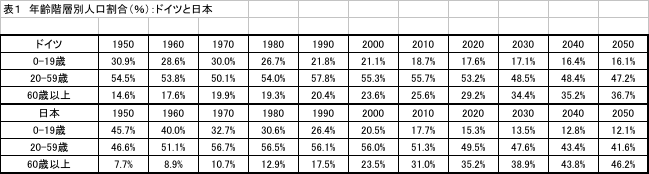 表1 年齢階層別人口割合(%):ドイツと日本
ドイツ 1950 1960 1970 1980 1990 2000 2010 2020 2030 2040 2050
0-19歳 30.9% 28.6% 30.0% 26.7% 21.8% 21.1% 18.7% 17.6% 17.1% 16.4% 16.1%
20-59歳 54.5% 53.8% 50.1% 54.0% 57.8% 55.3% 55.7% 53.2% 48.5% 48.4% 47.2%
60歳以上 14.6% 17.6% 19.9% 19.3% 20.4% 23.6% 25.6% 29.2% 34.4% 35.2% 36.7%
日本 1950 1960 1970 1980 1990 2000 2010 2020 2030 2040 2050
0-19歳 45.7% 40.0% 32.7% 30.6% 26.4% 20.5% 17.7% 15.3% 13.5% 12.8% 12.1%
20-59歳 46.6% 51.1% 56.7% 56.5% 56.1% 56.0% 51.3% 49.5% 47.6% 43.4% 41.6%
60歳以上 7.7% 8.9% 10.7% 12.9% 17.5% 23.5% 31.0% 35.2% 38.9% 43.8% 46.2%